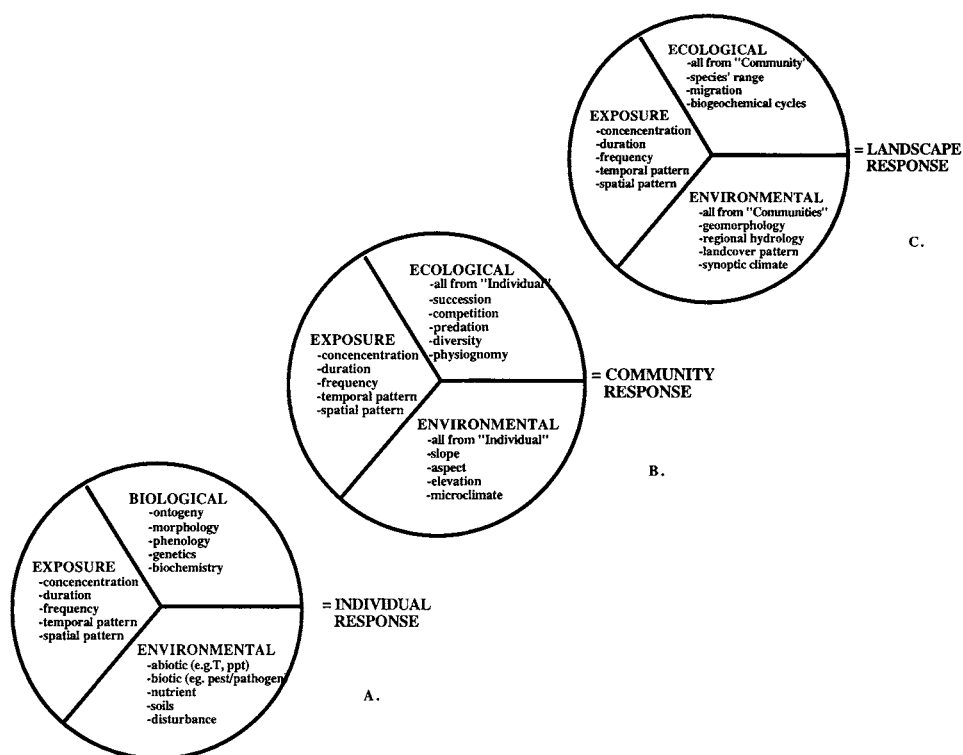 ECOLOGICAL
-all from "Community'
-species' range
-migration
-biogeochemical cycles
EXPOSURE
-concencentration
-duration
-frequency
-temporal pattern
-spatial pattern
ENVIRONMENTAL
-all from "Communities"
-geomorphology
-regional hydrology
-landcover pattern
-synoptic climate
= LANDSCAPE
RESPONSE
C.
ECOLOGICAL
-all from "Individual"
-succession
-competition
-predation
-diversity
-physiognomy
EXPOSURE
-concencentration
-duration
-frequency
-temporal pattern
-spatial pattern
ENVIRONMENTAL
-all from "Individual"
-slope
-aspect
-elevation
-microclimate
= COMMUNITY
RESPONSE
B.
BIOLOGICAL
-ontogeny
-morphology
-phenology
-genetics
-biochemistry
EXPOSURE
-concencentration
-duration
-frequency
-temporal pattern
-spatial pattern
ENVIRONMENTAL
-abiotic (e.g.T, ppt)
-biotic (eg. pest/pathogen)
-nutrient
-soils
-disturbance
= INDIVIDUAL
RESPONSE
A.